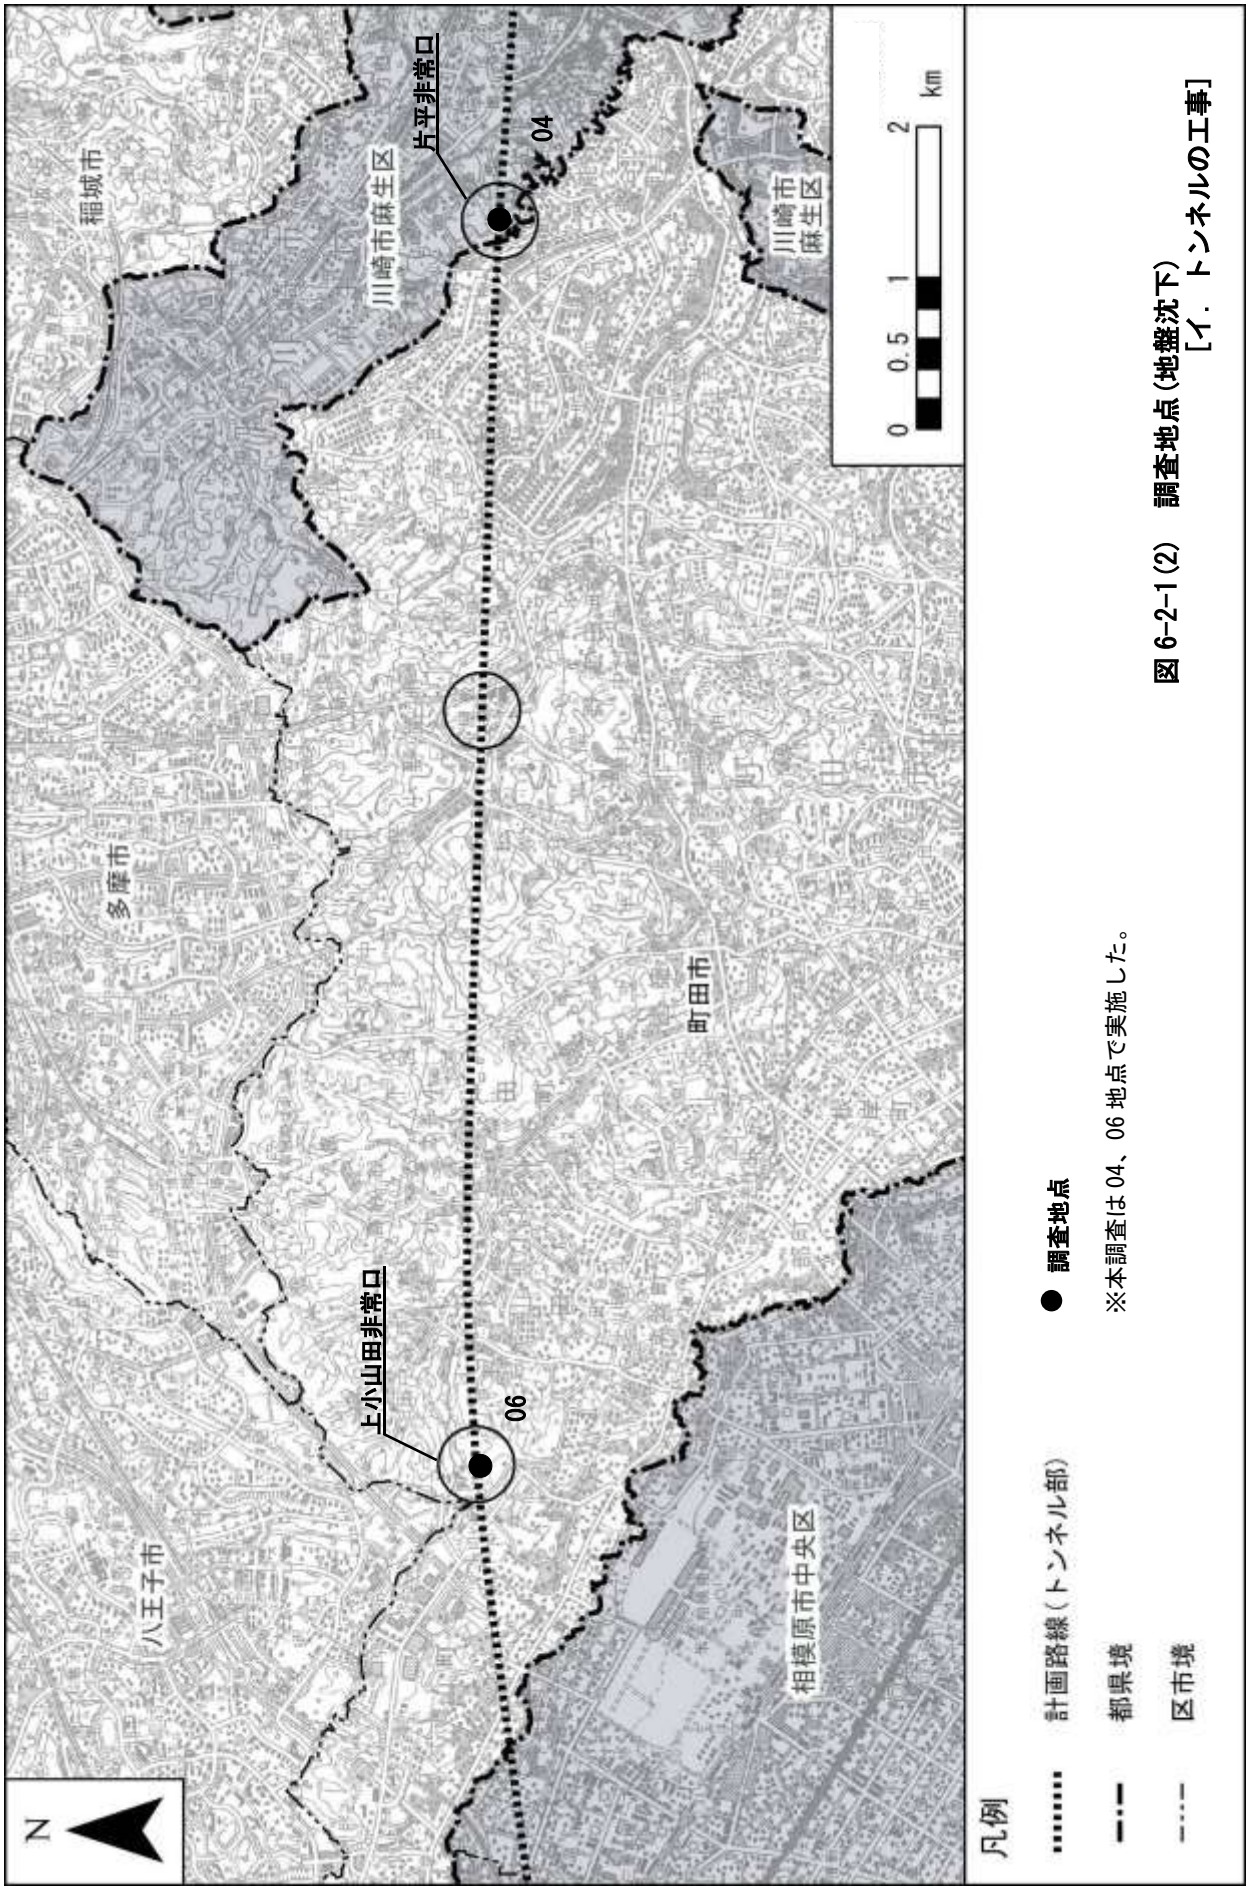 N
八王子市
多摩市
稲城市
川崎市麻生区
片平非常口
04
上小山田非常口
06
町田市
相模原市中央区
川崎市
麻生区
0 0.5 1 2 km
凡例
計画路線(トンネル部)
都県境
区市境
● 調査地点
※本調査は 04、06 地点で実施した。
図 6-2-1(2) 調査地点(地盤沈下)
[イ. トンネルの工事]